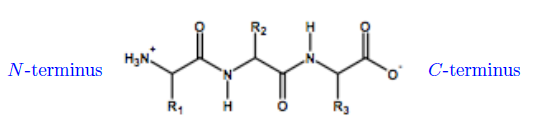 O R2 H O
H3N+ N O-
N-terminus C-terminus
N
R1 H O R3